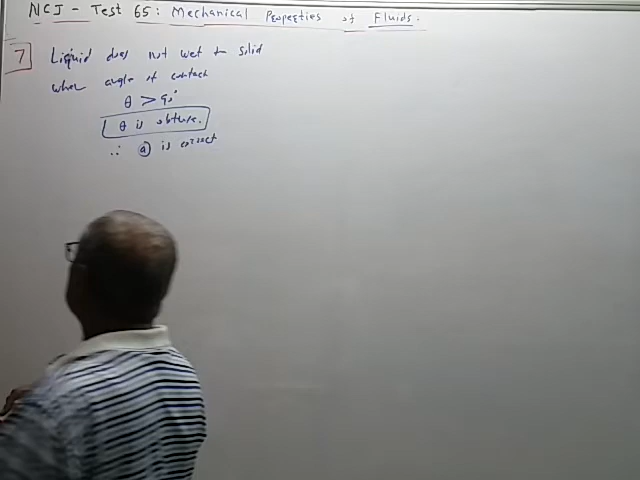 NCJ - Test 65: Mechanical Properties of Fluids.
7 Liquid does not wet the solid
when angle of contact
θ > 90°
θ is obtuse.
∴ ⓐ is correct